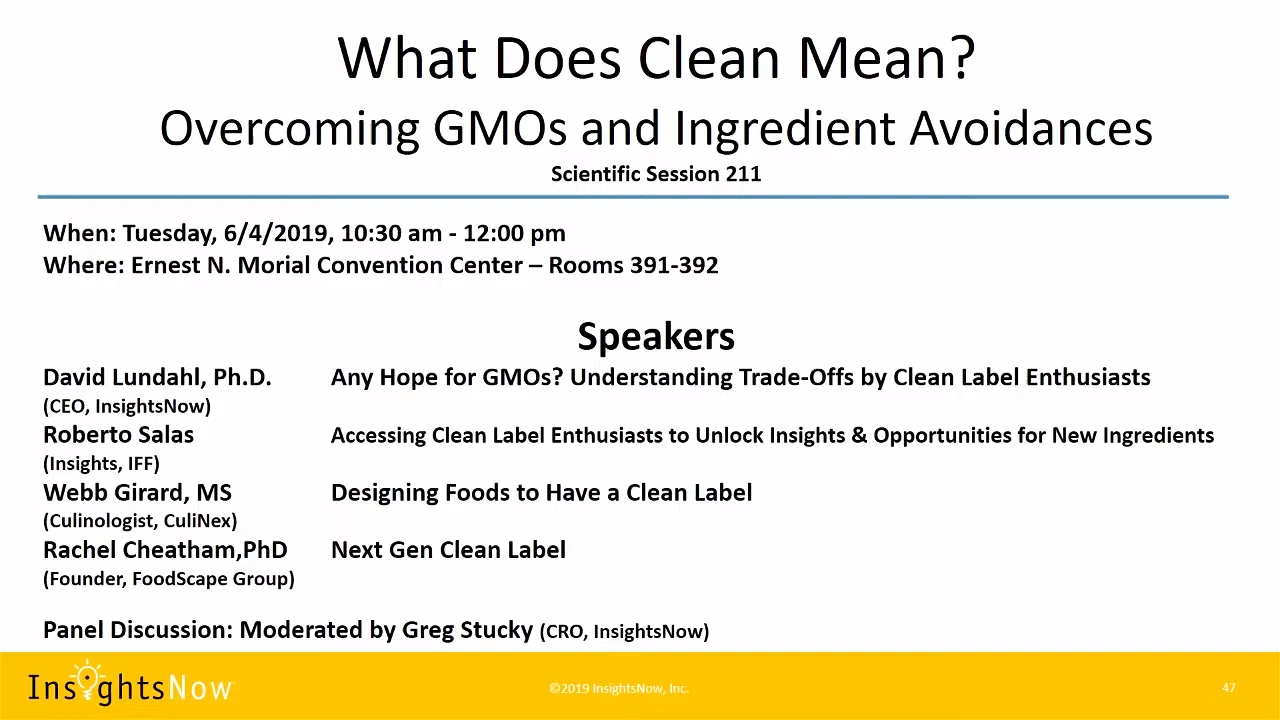 What Does Clean Mean?
Overcoming GMOs and Ingredient Avoidances
Scientific Session 211
When: Tuesday, 6/4/2019, 10:30 am - 12:00 pm
Where: Ernest N. Morial Convention Center – Rooms 391-392
Speakers
David Lundahl, Ph.D. Any Hope for GMOs? Understanding Trade-Offs by Clean Label Enthusiasts
(CEO, InsightsNow)
Roberto Salas Accessing Clean Label Enthusiasts to Unlock Insights & Opportunities for New Ingredients
(Insights, IFF)
Webb Girard, MS Designing Foods to Have a Clean Label
(Culinologist, CuliNex)
Rachel Cheatham,PhD Next Gen Clean Label
(Founder, FoodScape Group)
Panel Discussion: Moderated by Greg Stucky (CRO, InsightsNow)
InsightsNow ©2019 InsightsNow, Inc. 47